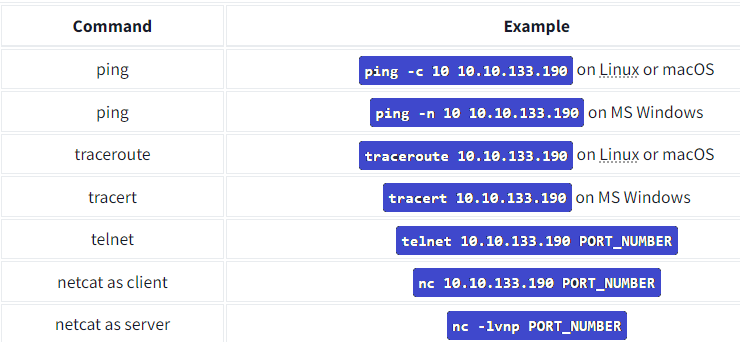 Command Example
ping ping -c 10 10.10.133.190 on Linux or macOS
ping ping -n 10 10.10.133.190 on MS Windows
traceroute traceroute 10.10.133.190 on Linux or macOS
tracert tracert 10.10.133.190 on MS Windows
telnet telnet 10.10.133.190 PORT_NUMBER
netcat as client nc 10.10.133.190 PORT_NUMBER
netcat as server nc -lvnp PORT_NUMBER